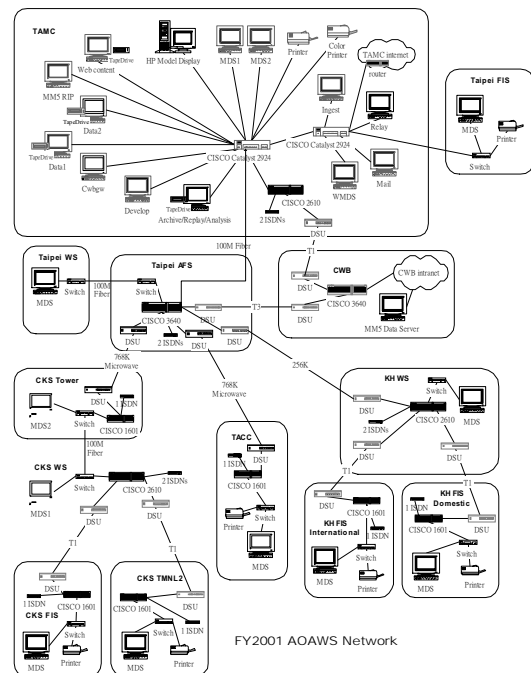 TAMC
TapeDrive
Web content
HP Model Display
MDS1
MDS2
Printer
Color
Printer
TAMC internet
router
MM5 RIP
TapeDrive
Data2
TapeDrive
Data1
Cwbgw
Develop
TapeDrive
Archive/Replay/Analysis
CISCO Catalyst 2924
Ingest
Relay
CISCO Catalyst 2924
Mail
WMDS
CISCO 2610
2 ISDNs
DSU
Taipei FIS
MDS
Printer
Switch
100M Fiber
T1
Taipei WS
MDS
Switch
100M
Fiber
Taipei AFS
Switch
CISCO 3640
DSU
DSU
2 ISDNs
DSU
DSU
T3
CWB
DSU
DSU
CISCO 3640
CWB intranet
MM5 Data Server
768K
Microwave
768K
Microwave
256K
CKS Tower
DSU
1 ISDN
MDS2
Switch
CISCO 1601
100M
Fiber
CKS WS
MDS1
Switch
CISCO 2610
2 ISDNs
DSU
DSU
T1
T1
TACC
DSU
1 ISDN
CISCO 1601
Switch
Printer
MDS
KH WS
Switch
DSU
MDS
CISCO 2610
2 ISDNs
DSU
DSU
T1
T1
DSU
CISCO 1601
KH FIS
International
1 ISDN
Switch
MDS
Printer
KH FIS
Domestic
1 ISDN
CISCO 1601
DSU
Switch
MDS
Printer
DSU
1 ISDN
CISCO 1601
CKS FIS
Switch
MDS
Printer
CKS TMNL2
CISCO 1601
DSU
1 ISDN
Switch
MDS
Printer
FY2001 AOAWS Network